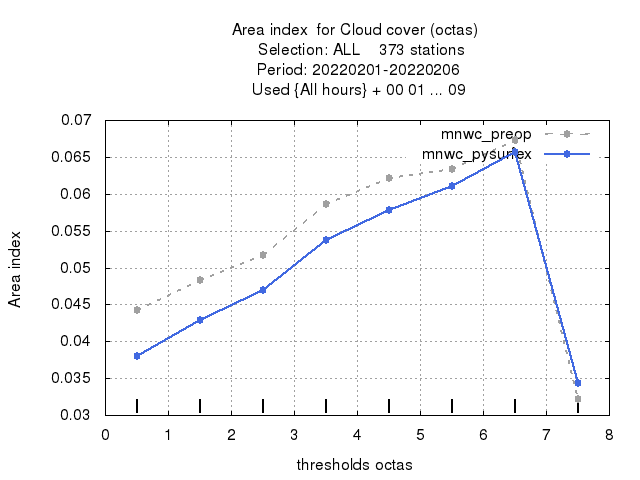 Area index  for Cloud cover (octas)
Selection: ALL    373 stations
Period: 20220201-20220206
Used {All hours} + 00 01 ... 09
0.07
0.065
0.06
0.055
0.05
0.045
0.04
0.035
0.03
Area index
mnwc_preop
mnwc_pysurfex
0 1 2 3 4 5 6 7 8
thresholds octas